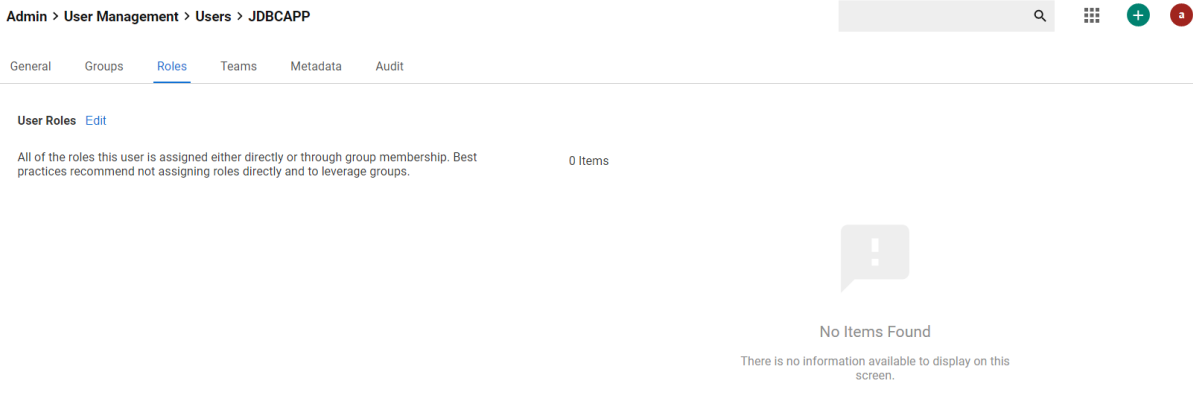 Admin > User Management > Users > JDBCAPP
+
a
General Groups Roles Teams Metadata Audit
User Roles Edit
All of the roles this user is assigned either directly or through group membership. Best
practices recommend not assigning roles directly and to leverage groups.
0 Items
No Items Found
There is no information available to display on this
screen.